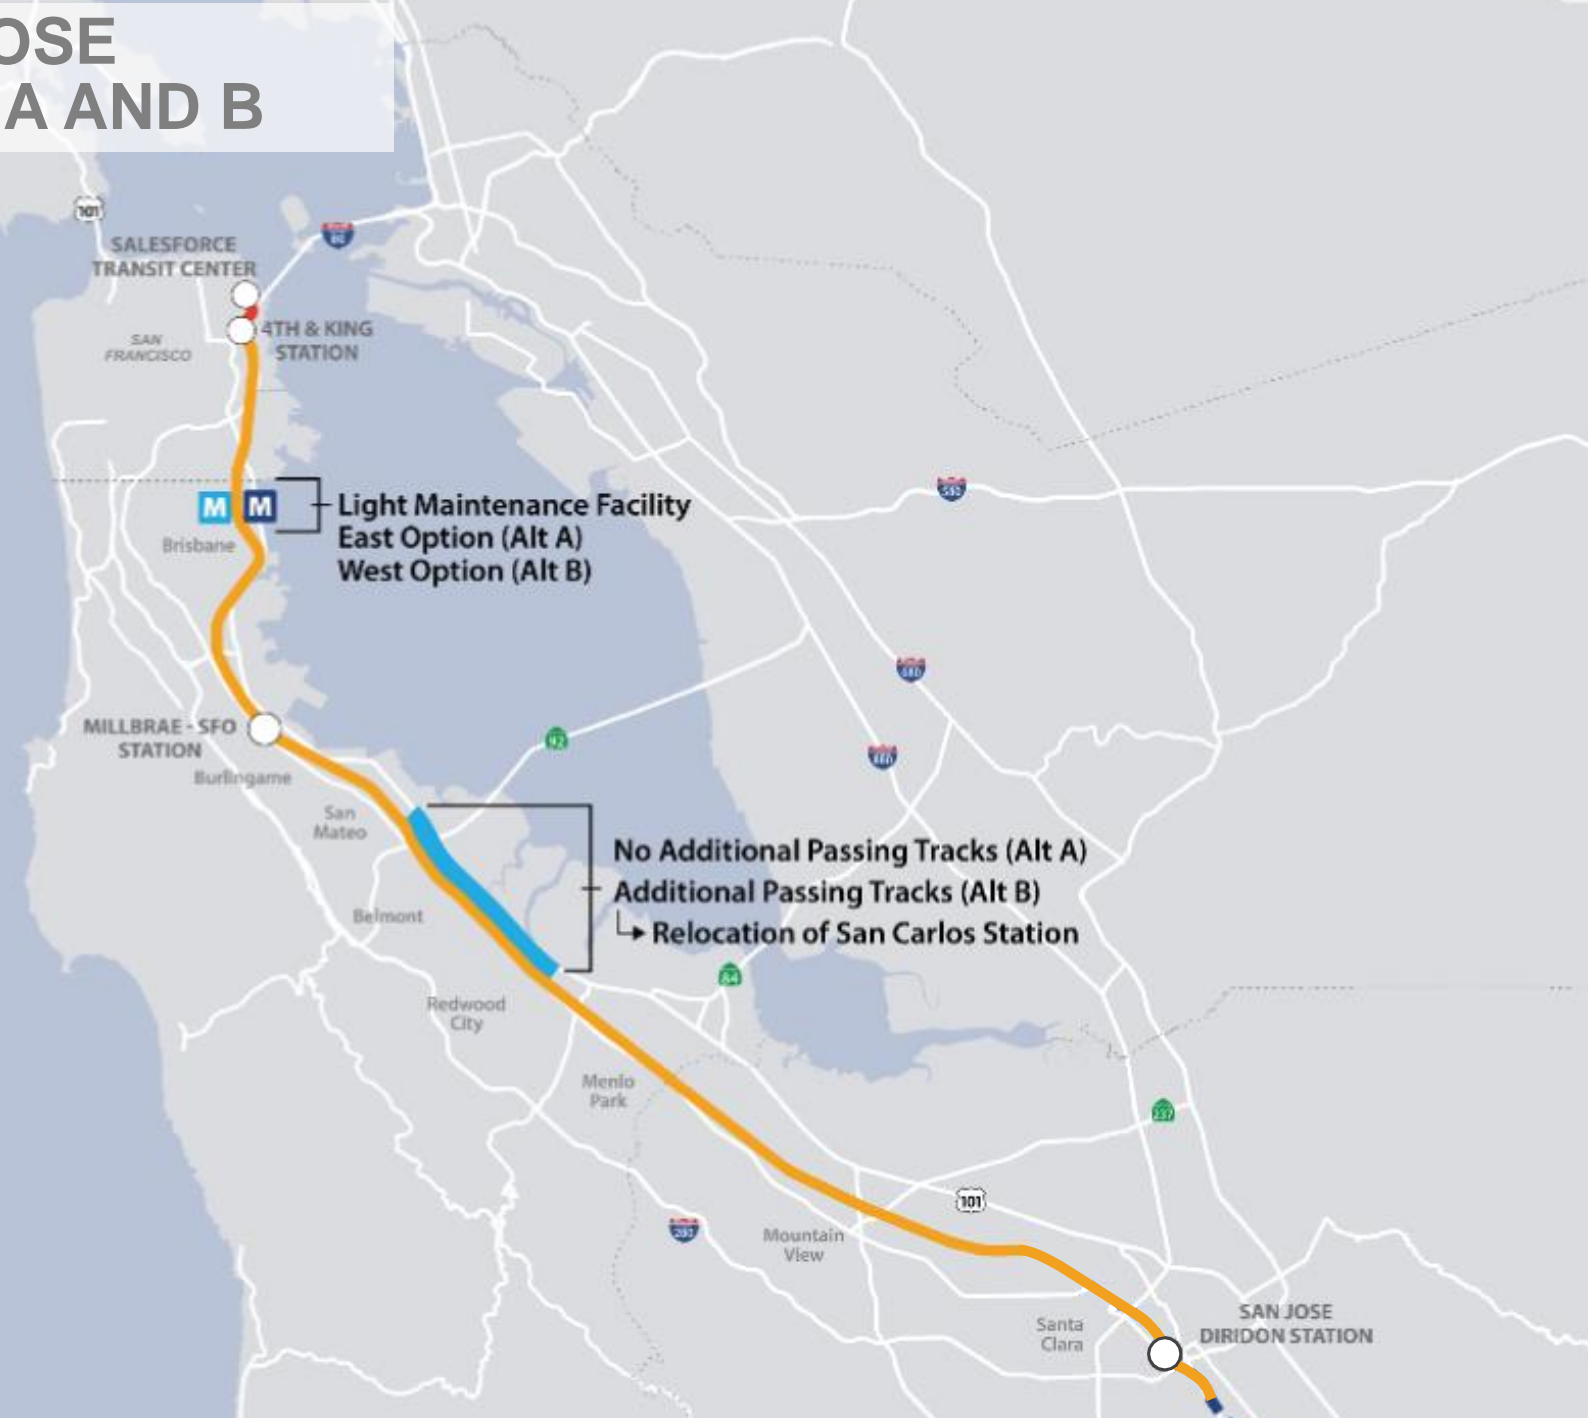 OSE
A AND B
101
80
SALESFORCE
TRANSIT CENTER
4TH & KING
STATION
SAN
FRANCISCO
M M
Light Maintenance Facility
East Option (Alt A)
West Option (Alt B)
Brisbane
580
680
MILLBRAE - SFO
STATION
92
880
Burlingame
San
Mateo
No Additional Passing Tracks (Alt A)
Additional Passing Tracks (Alt B)
Relocation of San Carlos Station
Belmont
84
Redwood
City
Menlo
Park
237
101
280
Mountain
View
Santa
Clara
SAN JOSE
DIRIDON STATION